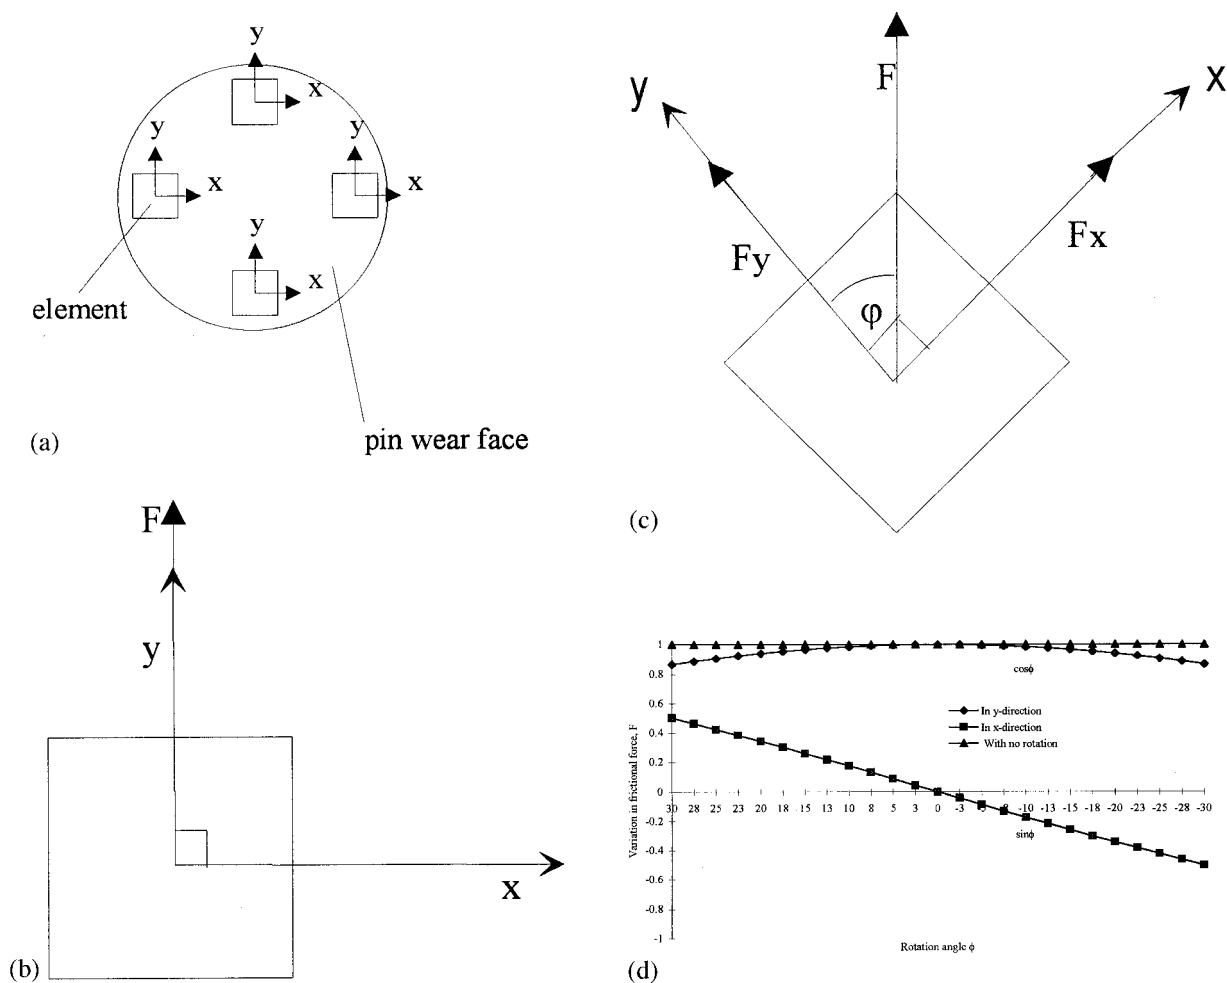 y
x
y
x
y
x
y
x
element
pin wear face
(a)
F
y
x
(b)
F
y
x
Fy
Fx
φ
(c)
1
0.8
0.6
0.4
0.2
0
-0.2
-0.4
-0.6
-0.8
-1
Variation in frictional force, F
30 28 25 23 20 18 15 13 10 8 5 3 0 -3 -5 -8 -10 -13 -15 -18 -20 -23 -25 -28 -30
cosϕ
In y-direction
In x-direction
With no rotation
sinϕ
Rotation angle ϕ
(d)